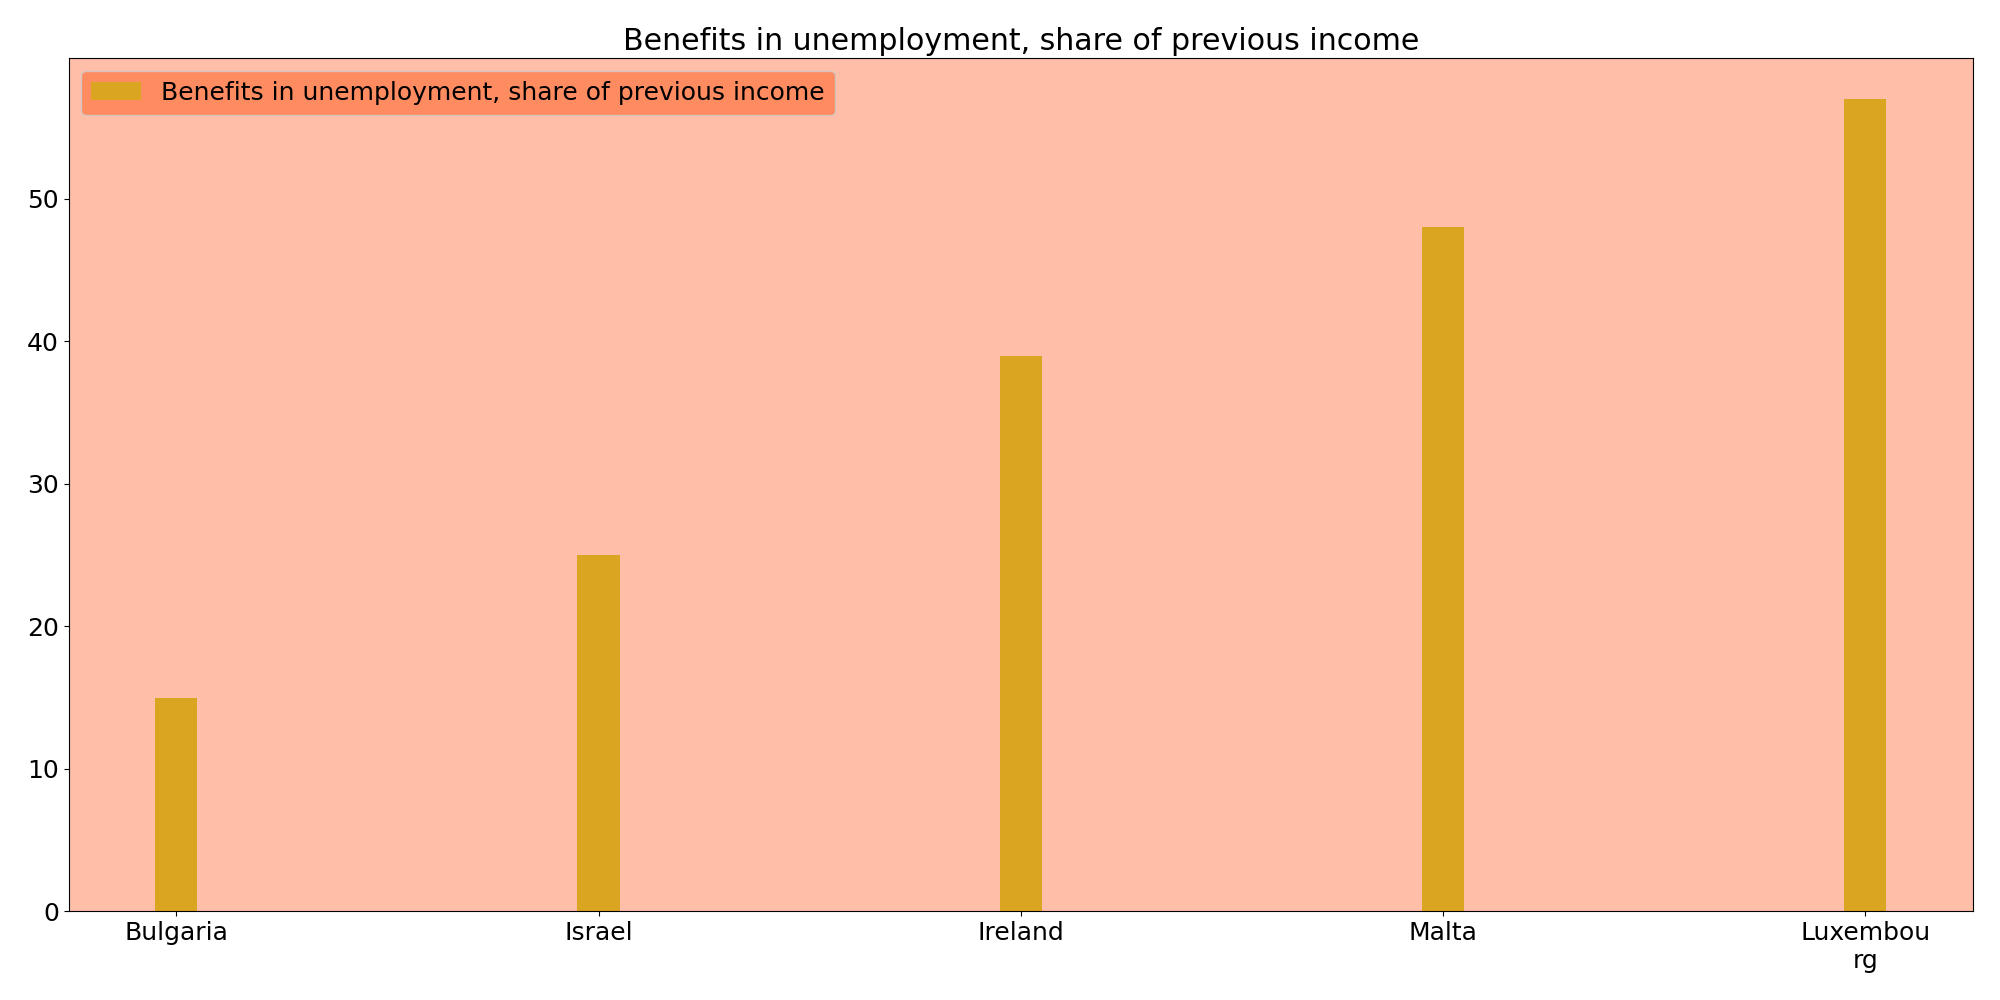 Benefits in unemployment, share of previous income
Benefits in unemployment, share of previous income
50
40
30
20
10
0
Bulgaria
Israel
Ireland
Malta
Luxembou
rg